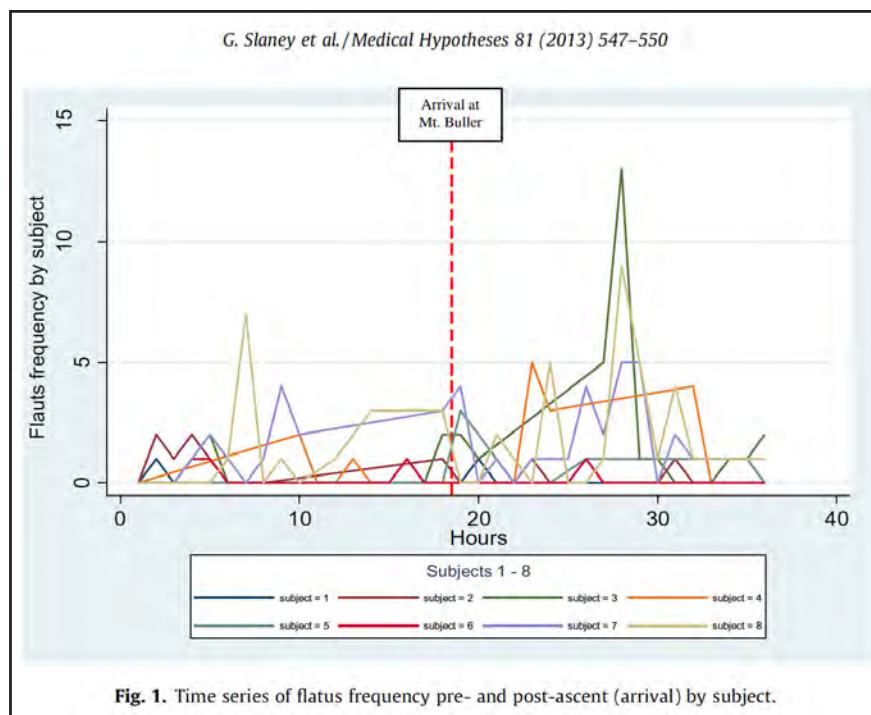 G. Slaney et al. / Medical Hypotheses 81 (2013) 547–550
Arrival at
Mt. Buller
15
10
5
0
Flauts frequency by subject
0 10 20 30 40
Hours
Subjects 1 - 8
subject = 1 subject = 2 subject = 3 subject = 4
subject = 5 subject = 6 subject = 7 subject = 8
Fig. 1. Time series of flatus frequency pre- and post-ascent (arrival) by subject.